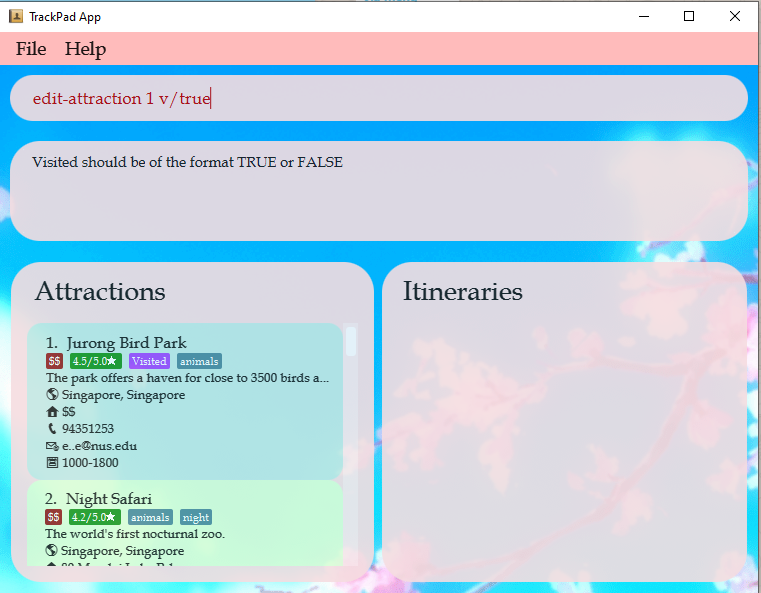 TrackPad App
File Help
edit-attraction 1 v/true
Visited should be of the format TRUE or FALSE
Attractions
1. Jurong Bird Park
$$ 4.5/5.0★ Visited animals
The park offers a haven for close to 3500 birds a...
Singapore, Singapore
$$
94351253
e..e@nus.edu
1000-1800
2. Night Safari
$$ 4.2/5.0★ animals night
The world's first nocturnal zoo.
Singapore, Singapore
Itineraries